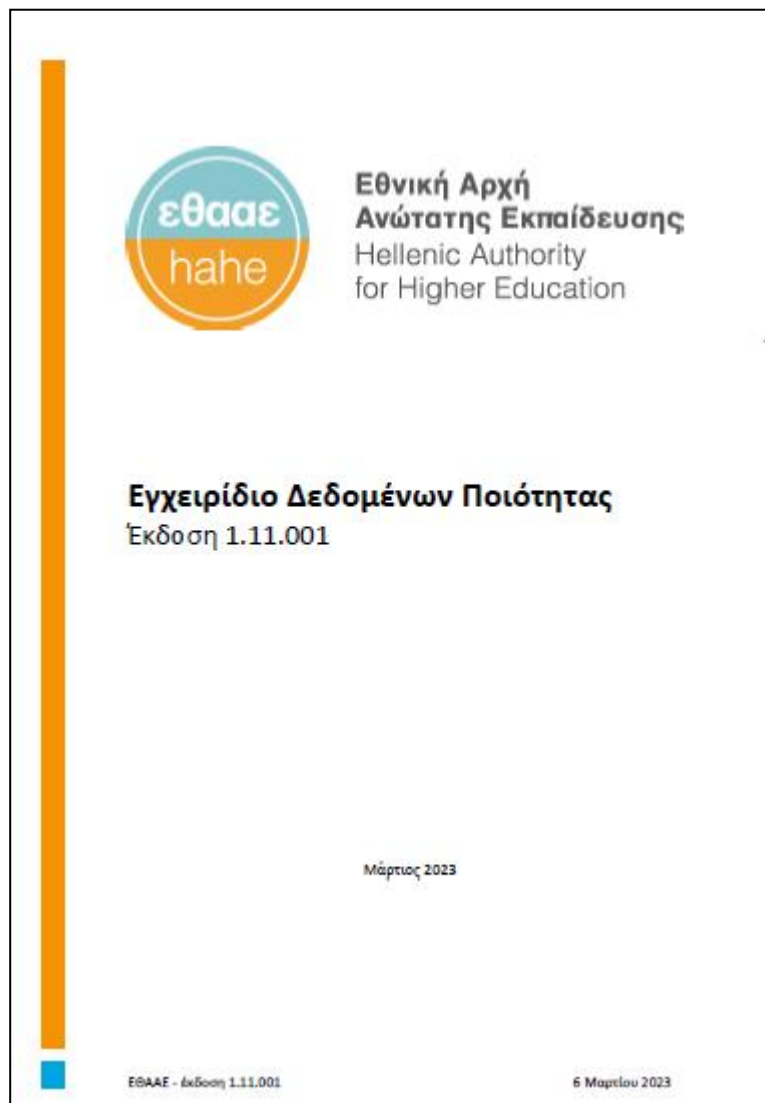 εθααε
hahe
Εθνική Αρχή
Ανώτατης Εκπαίδευσης
Hellenic Authority
for Higher Education
Εγχειρίδιο Δεδομένων Ποιότητας
Έκδοση 1.11.001
Μάρτιος 2023
ΕΘΑΑΕ - έκδοση 1.11.001
6 Μαρτίου 2023